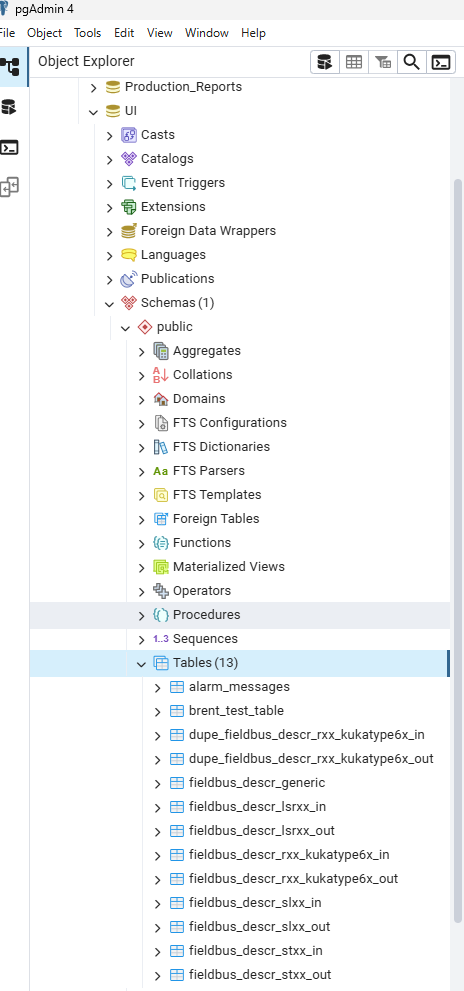 pgAdmin 4
File Object Tools Edit View Window Help
Object Explorer
Production_Reports
UI
Casts
Catalogs
Event Triggers
Extensions
Foreign Data Wrappers
Languages
Publications
Schemas (1)
public
Aggregates
Collations
Domains
FTS Configurations
FTS Dictionaries
Aa FTS Parsers
FTS Templates
Foreign Tables
Functions
Materialized Views
Operators
Procedures
1..3 Sequences
Tables (13)
alarm_messages
brent_test_table
dupe_fieldbus_descr_rxx_kukatype6x_in
dupe_fieldbus_descr_rxx_kukatype6x_out
fieldbus_descr_generic
fieldbus_descr_lsrxx_in
fieldbus_descr_lsrxx_out
fieldbus_descr_rxx_kukatype6x_in
fieldbus_descr_rxx_kukatype6x_out
fieldbus_descr_slxx_in
fieldbus_descr_slxx_out
fieldbus_descr_stxx_in
fieldbus_descr_stxx_out